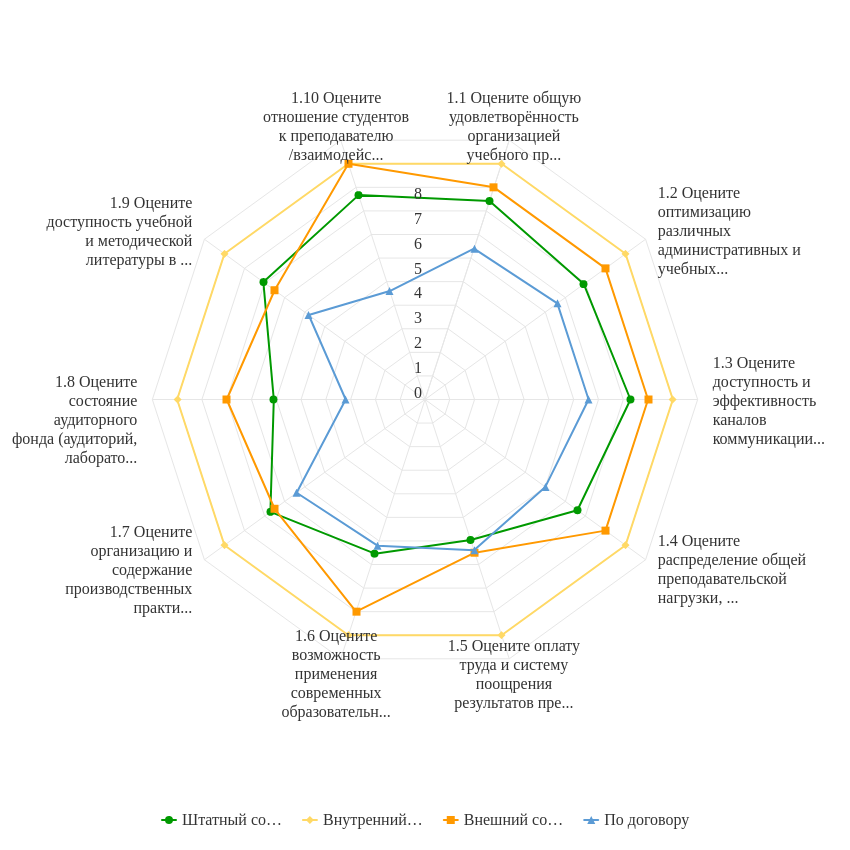 1.10 Оцените
отношение студентов
к преподавателю
/взаимодейс...
1.1 Оцените общую
удовлетворённость
организацией
учебного пр...
1.2 Оцените
оптимизацию
различных
административных и
учебных...
1.3 Оцените
доступность и
эффективность
каналов
коммуникации...
1.4 Оцените
распределение общей
преподавательской
нагрузки, ...
1.5 Оцените оплату
труда и систему
поощрения
результатов пре...
1.6 Оцените
возможность
применения
современных
образовательн...
1.7 Оцените
организацию и
содержание
производственных
практи...
1.8 Оцените
состояние
аудиторного
фонда (аудиторий,
лаборато...
1.9 Оцените
доступность учебной
и методической
литературы в ...
8
7
6
5
4
3
2
1
0
Штатный со…
Внутренний…
Внешний со…
По договору